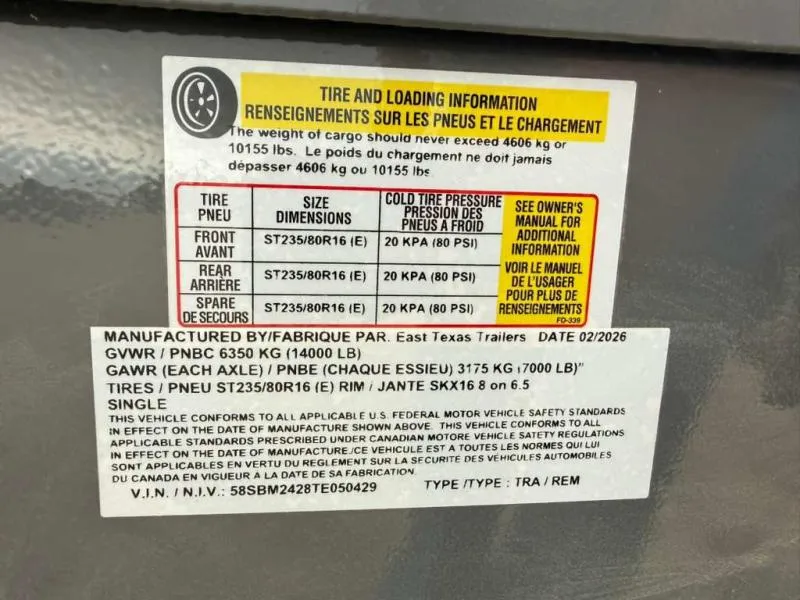 TIRE AND LOADING INFORMATION
RENSEIGNEMENTS SUR LES PNEUS ET LE CHARGEMENT
The weight of cargo should never exceed 4606 kg or
10155 lbs. Le poids du chargement ne doit jamais
dépasser 4606 kg ou 10155 lbs
TIRE
PNEU
SIZE
DIMENSIONS
COLD TIRE PRESSURE
PRESSION DES
PNEUS A FROID
FRONT
AVANT
ST235/80R16 (E)
20 KPA (80 PSI)
REAR
ARRIÈRE
ST235/80R16 (E)
20 KPA (80 PSI)
SPARE
DE SECOURS
ST235/80R16 (E)
20 KPA (80 PSI)
SEE OWNER'S
MANUAL FOR
ADDITIONAL
INFORMATION
VOIR LE MANUEL
DE L'USAGER
POUR PLUS DE
RENSEIGNEMENTS
FD-339
MANUFACTURED BY/FABRIQUE PAR. East Texas Trailers DATE 02/2026
GVWR / PNBC 6350 KG (14000 LB)
GAWR (EACH AXLE) / PNBE (CHAQUE ESSIEU) 3175 KG (7000 LB)"
TIRES / PNEU ST235/80R16 (E) RIM / JANTE SKX16 8 on 6.5
SINGLE
THIS VEHICLE CONFORMS TO ALL APPLICABLE U.S. FEDERAL MOTOR VEHICLE SAFETY STANDARDS
IN EFFECT ON THE DATE OF MANUFACTURE SHOWN ABOVE. THIS VEHICLE CONFORMS TO ALL
APPLICABLE STANDARDS PRESCRIBED UNDER CANADIAN MOTORE VEHICLE SATETY REGULATIONS
IN EFFECT ON THE DATE OF MANUFACTURE./CE VEHICULE EST A TOUTES LES NORMES QUI LUI
SONT APPLICABLES EN VERTU DU REGLEMENT SUR LA SECURITE DES VEHICULES AUTOMOBILES
DU CANADA EN VIGUEUR A LA DATE DE SA FABRICATION.
V.I.N. / N.I.V.: 58SBM2428TE050429 TYPE /TYPE : TRA / REM